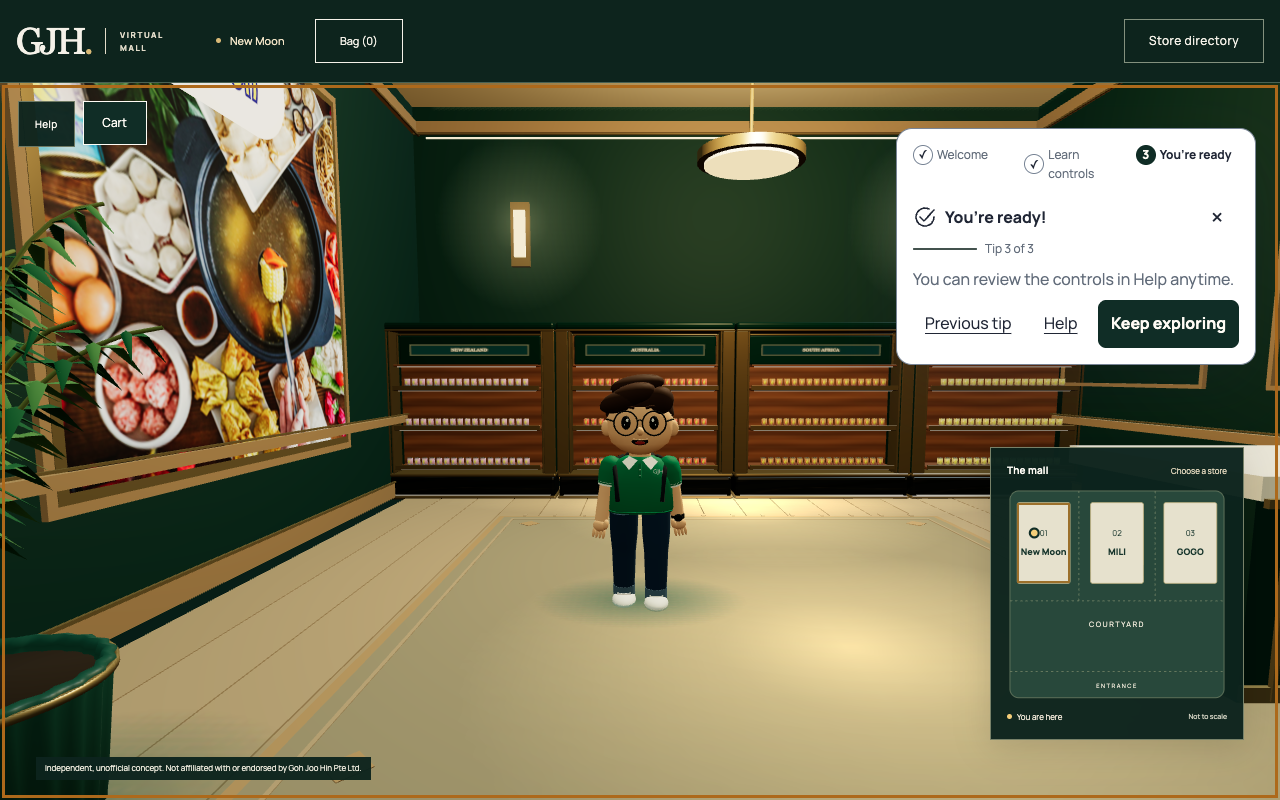 GJH.
VIRTUAL
MALL
New Moon
Bag (0)
Store directory
Help
Cart
Welcome
Learn
controls
3 You're ready
You're ready!
Tip 3 of 3
You can review the controls in Help anytime.
Previous tip
Help
Keep exploring
NEW ZEALAND
AUSTRALIA
SOUTH AFRICA
The mall
Choose a store
01
New Moon
02
MILI
03
GOGO
COURTYARD
ENTRANCE
You are here
Not to scale
Independent, unofficial concept. Not affiliated with or endorsed by Goh Joo Hin Pte Ltd.